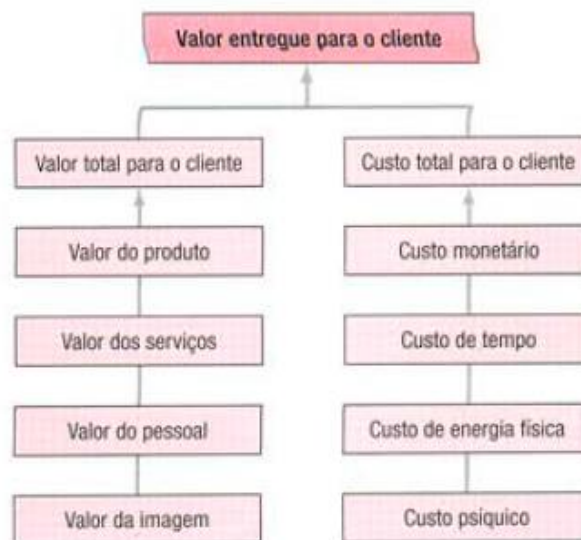 Valor entregue para o cliente
Valor total para o cliente
Custo total para o cliente
Valor do produto
Custo monetário
Valor dos serviços
Custo de tempo
Valor do pessoal
Custo de energia física
Valor da imagem
Custo psíquico